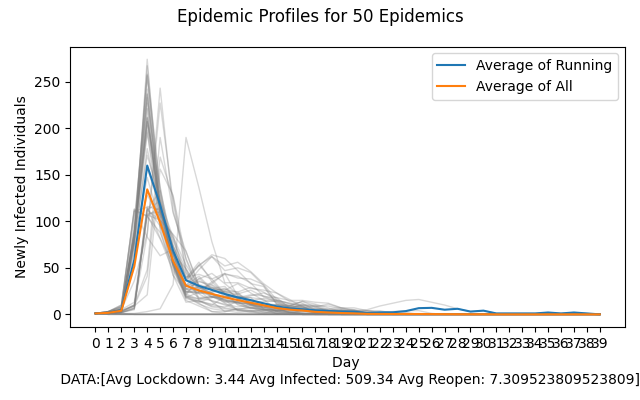 Epidemic Profiles for 50 Epidemics
Average of Running
Average of All
Newly Infected Individuals
250
200
150
100
50
0
0 1 2 3 4 5 6 7 8 9 10 11 12 13 14 15 16 17 18 19 20 21 22 23 24 25 26 27 28 29 30 31 32 33 34 35 36 37 38 39
Day
DATA:[Avg Lockdown: 3.44 Avg Infected: 509.34 Avg Reopen: 7.309523809523809]